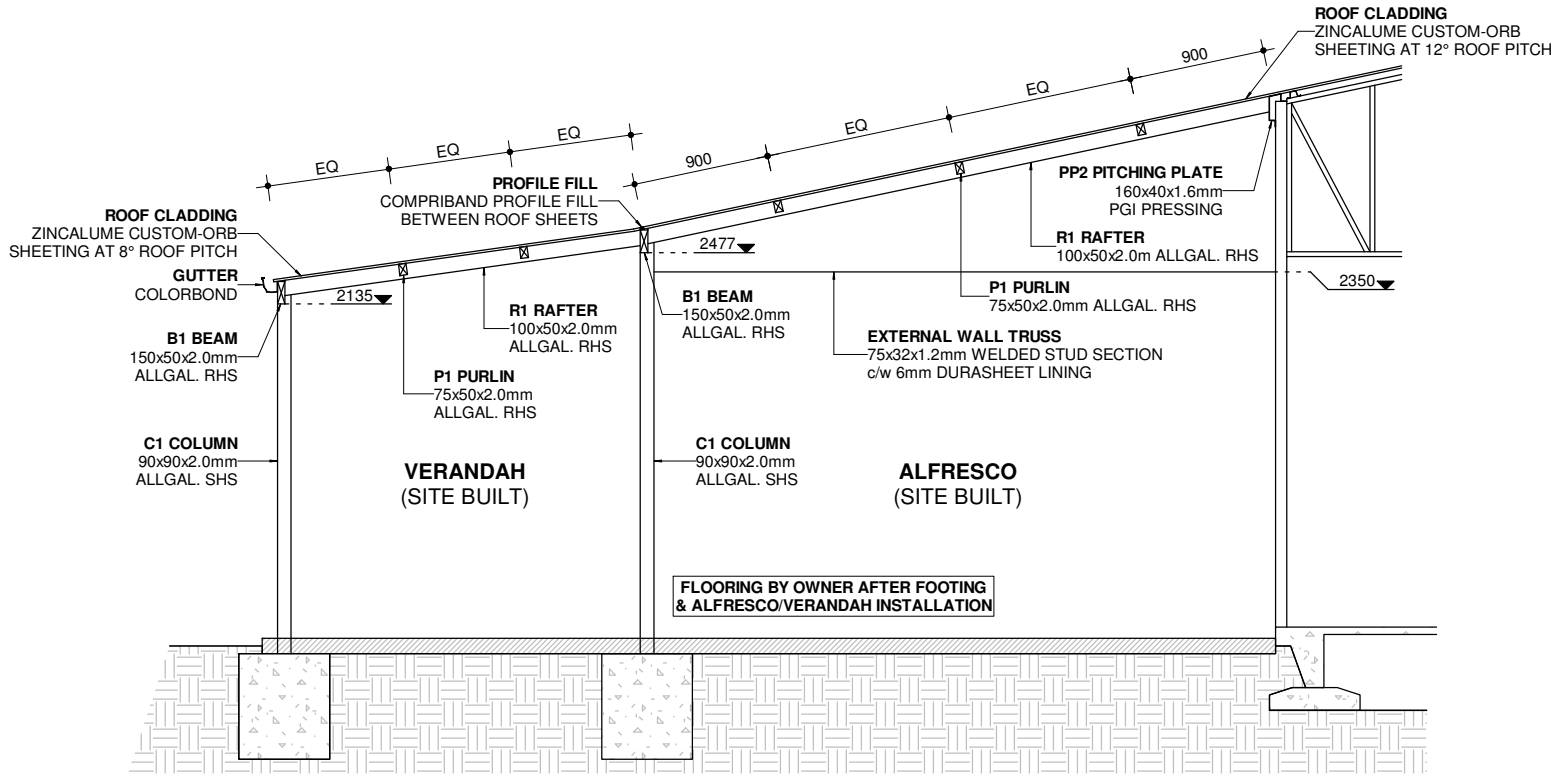 ROOF CLADDING
ZINCALUME CUSTOM-ORB
SHEETING AT 12° ROOF PITCH
900
EQ
EQ
900
EQ
EQ
EQ
PROFILE FILL
COMPRIBAND PROFILE FILL
BETWEEN ROOF SHEETS
ROOF CLADDING
ZINCALUME CUSTOM-ORB
SHEETING AT 8° ROOF PITCH
GUTTER
COLORBOND
B1 BEAM
150x50x2.0mm
ALLGAL. RHS
2135
R1 RAFTER
100x50x2.0mm
ALLGAL. RHS
P1 PURLIN
75x50x2.0mm
ALLGAL. RHS
2477
B1 BEAM
150x50x2.0mm
ALLGAL. RHS
PP2 PITCHING PLATE
160x40x1.6mm
PGI PRESSING
R1 RAFTER
100x50x2.0m ALLGAL. RHS
P1 PURLIN
75x50x2.0mm ALLGAL. RHS
2350
EXTERNAL WALL TRUSS
75x32x1.2mm WELDED STUD SECTION
c/w 6mm DURASHEET LINING
C1 COLUMN
90x90x2.0mm
ALLGAL. SHS
VERANDAH
(SITE BUILT)
C1 COLUMN
90x90x2.0mm
ALLGAL. SHS
ALFRESCO
(SITE BUILT)
FLOORING BY OWNER AFTER FOOTING
& ALFRESCO/VERANDAH INSTALLATION